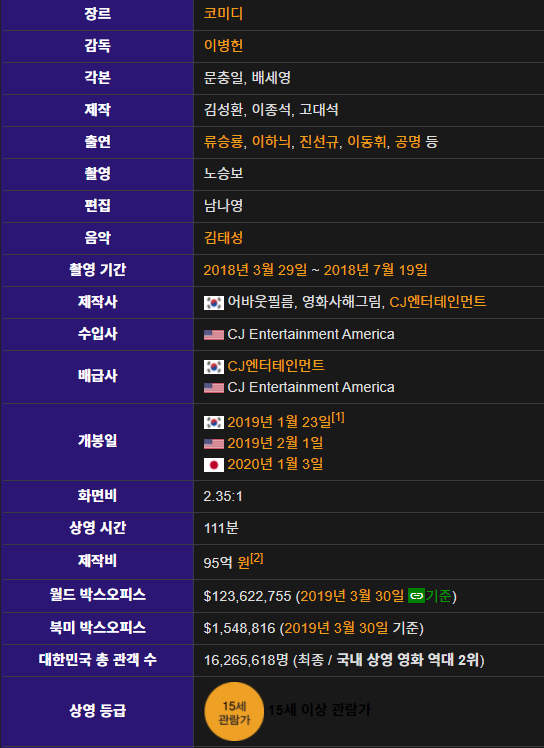 장르 코미디
감독 이병헌
각본 문충일, 배세영
제작 김성환, 이종석, 고대석
출연 류승룡, 이하늬, 진선규, 이동휘, 공명 등
촬영 노승보
편집 남나영
음악 김태성
촬영 기간 2018년 3월 29일 ~ 2018년 7월 19일
제작사 어바웃필름, 영화사해그림, CJ엔터테인먼트
수입사 CJ Entertainment America
배급사 CJ엔터테인먼트
CJ Entertainment America
개봉일 2019년 1월 23일[1]
2019년 2월 1일
2020년 1월 3일
화면비 2.35:1
상영 시간 111분
제작비 95억 원[2]
월드 박스오피스 $123,622,755 (2019년 3월 30일 기준)
북미 박스오피스 $1,548,816 (2019년 3월 30일 기준)
대한민국 총 관객 수 16,265,618명 (최종 / 국내 상영 영화 역대 2위)
상영 등급 15세 관람가 15세 이상 관람가